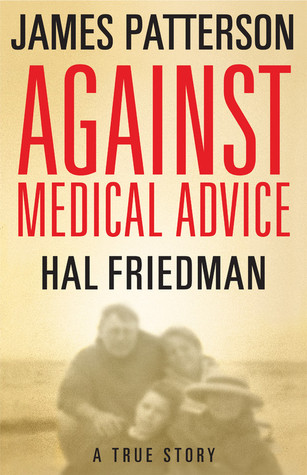 JAMES PATTERSON
AGAINST
MEDICAL ADVICE
HAL FRIEDMAN
A TRUE STORY